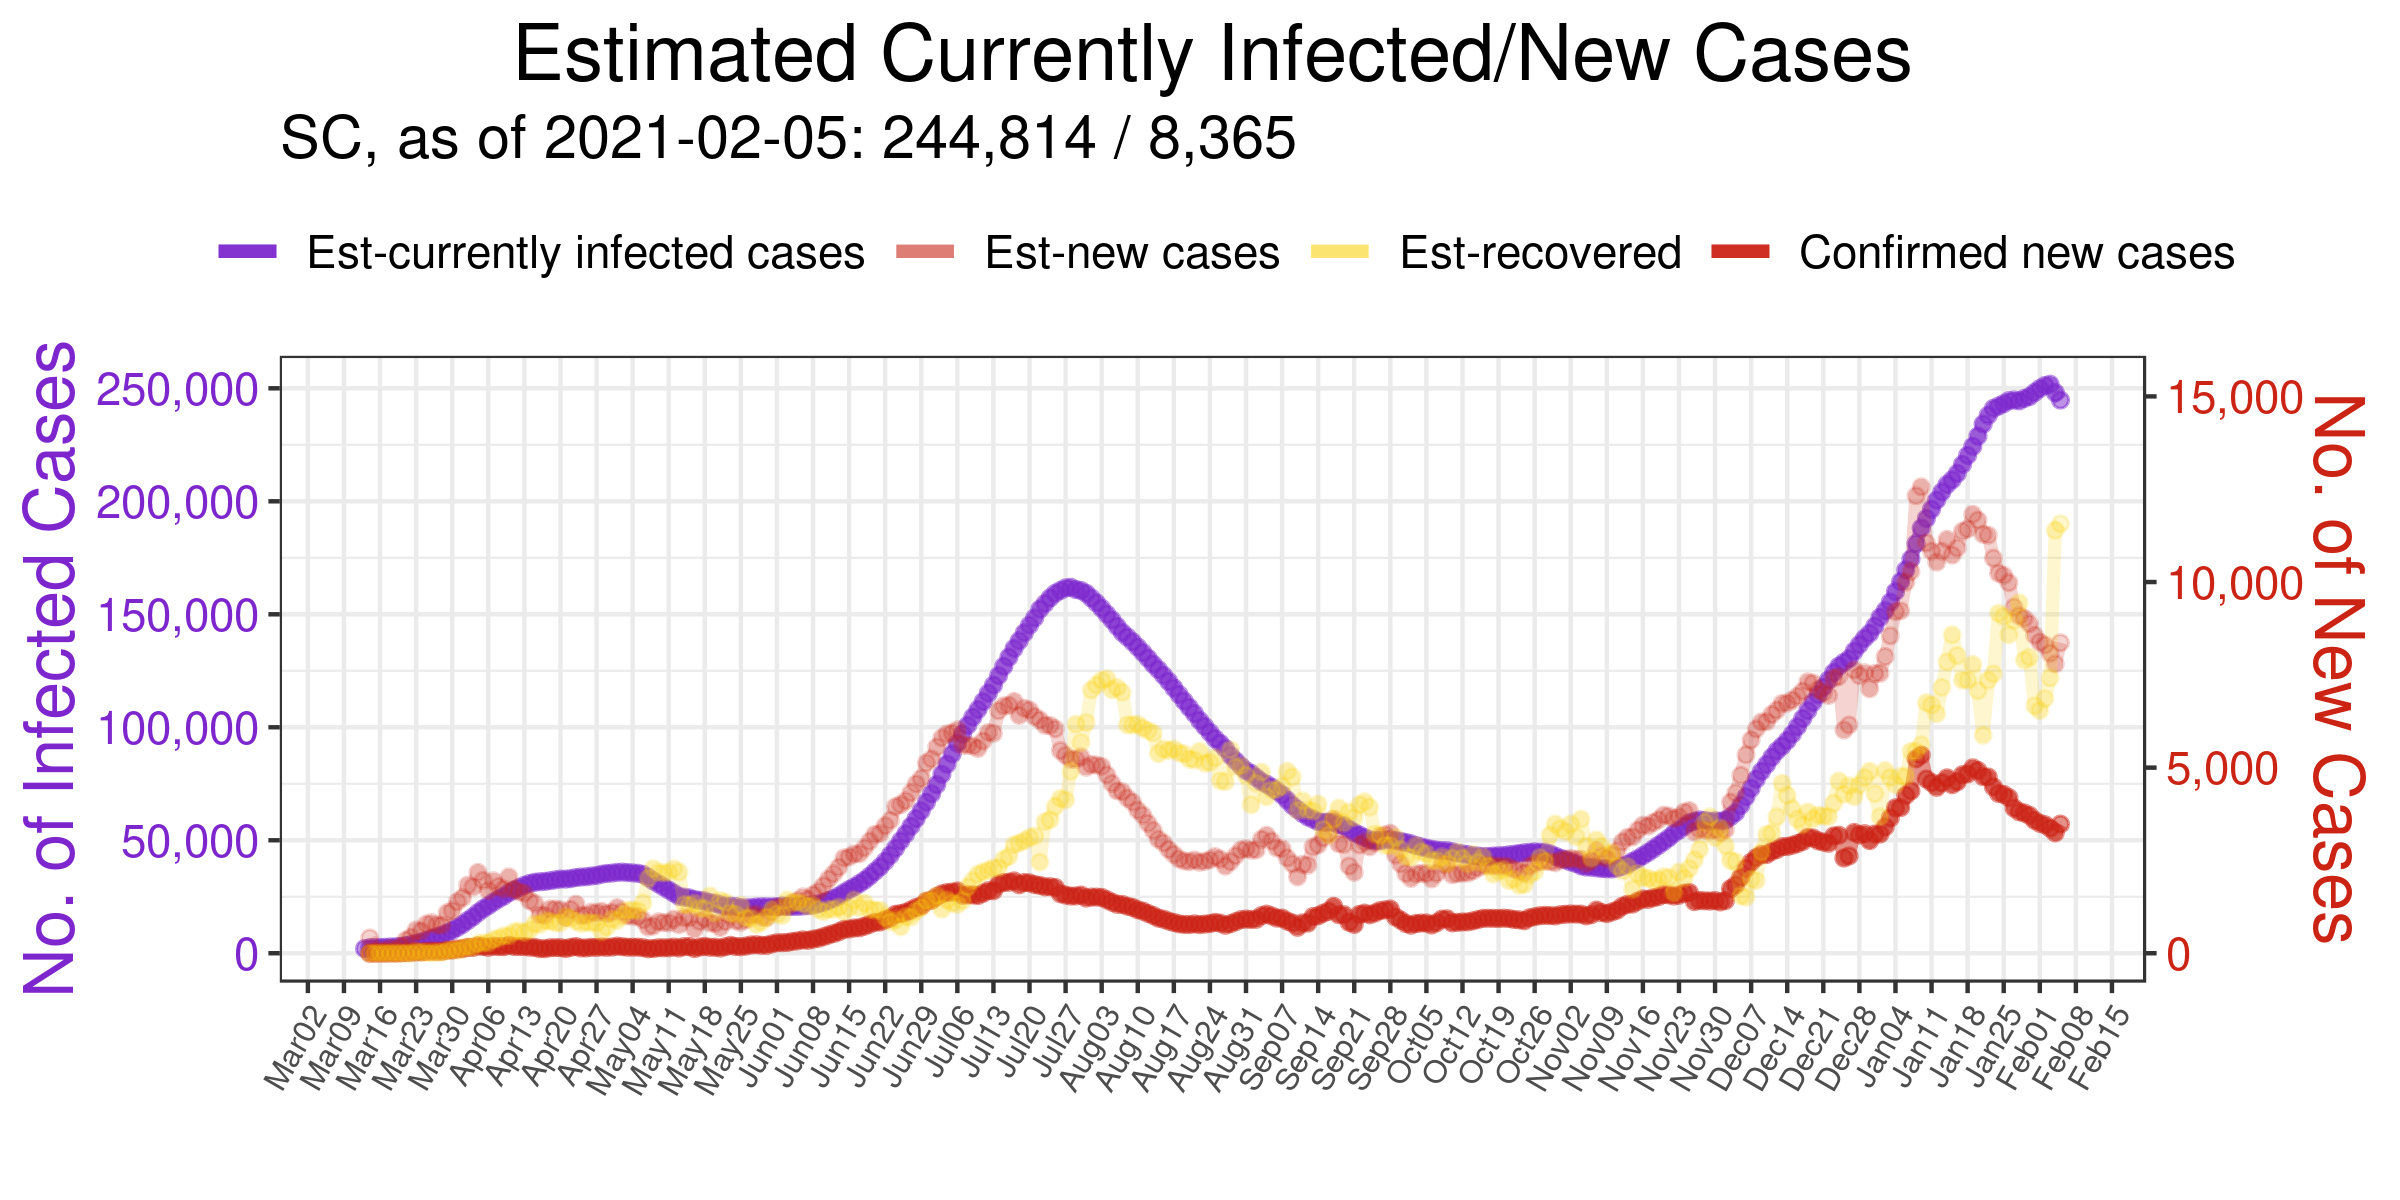 Estimated Currently Infected/New Cases
SC, as of 2021-02-05: 244,814 / 8,365
Est-currently infected cases Est-new cases Est-recovered Confirmed new cases
No. of Infected Cases
250,000
200,000
150,000
100,000
50,000
0
15,000
10,000
5,000
0
No. of New Cases
Mar02 Mar09 Mar16 Mar23 Mar30 Apr06 Apr13 Apr20 Apr27 May04 May11 May18 May25 Jun01 Jun08 Jun15 Jun22 Jun29 Jul06 Jul13 Jul20 Jul27 Aug03 Aug10 Aug17 Aug24 Aug31 Sep07 Sep14 Sep21 Sep28 Oct05 Oct12 Oct19 Oct26 Nov02 Nov09 Nov16 Nov23 Nov30 Dec07 Dec14 Dec21 Dec28 Jan04 Jan11 Jan18 Jan25 Feb01 Feb08 Feb15